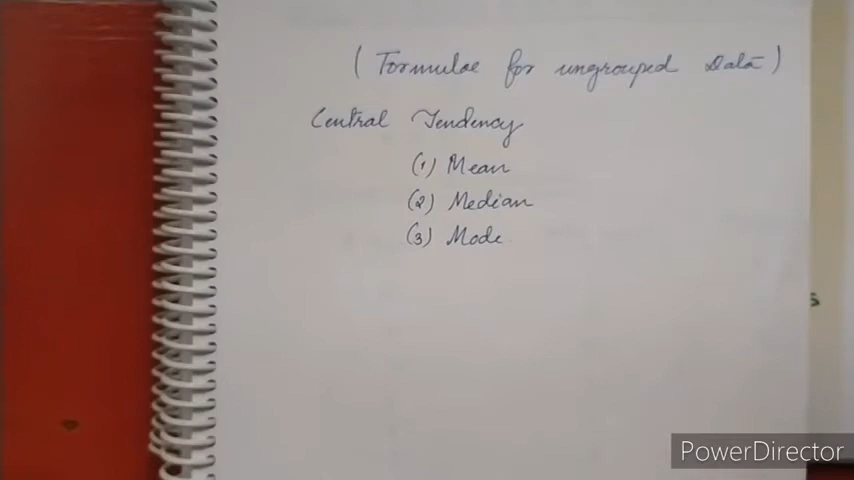 (Formulae for ungrouped Data)
Central Tendency
(1) Mean
(2) Median
(3) Mode
s
PowerDirector